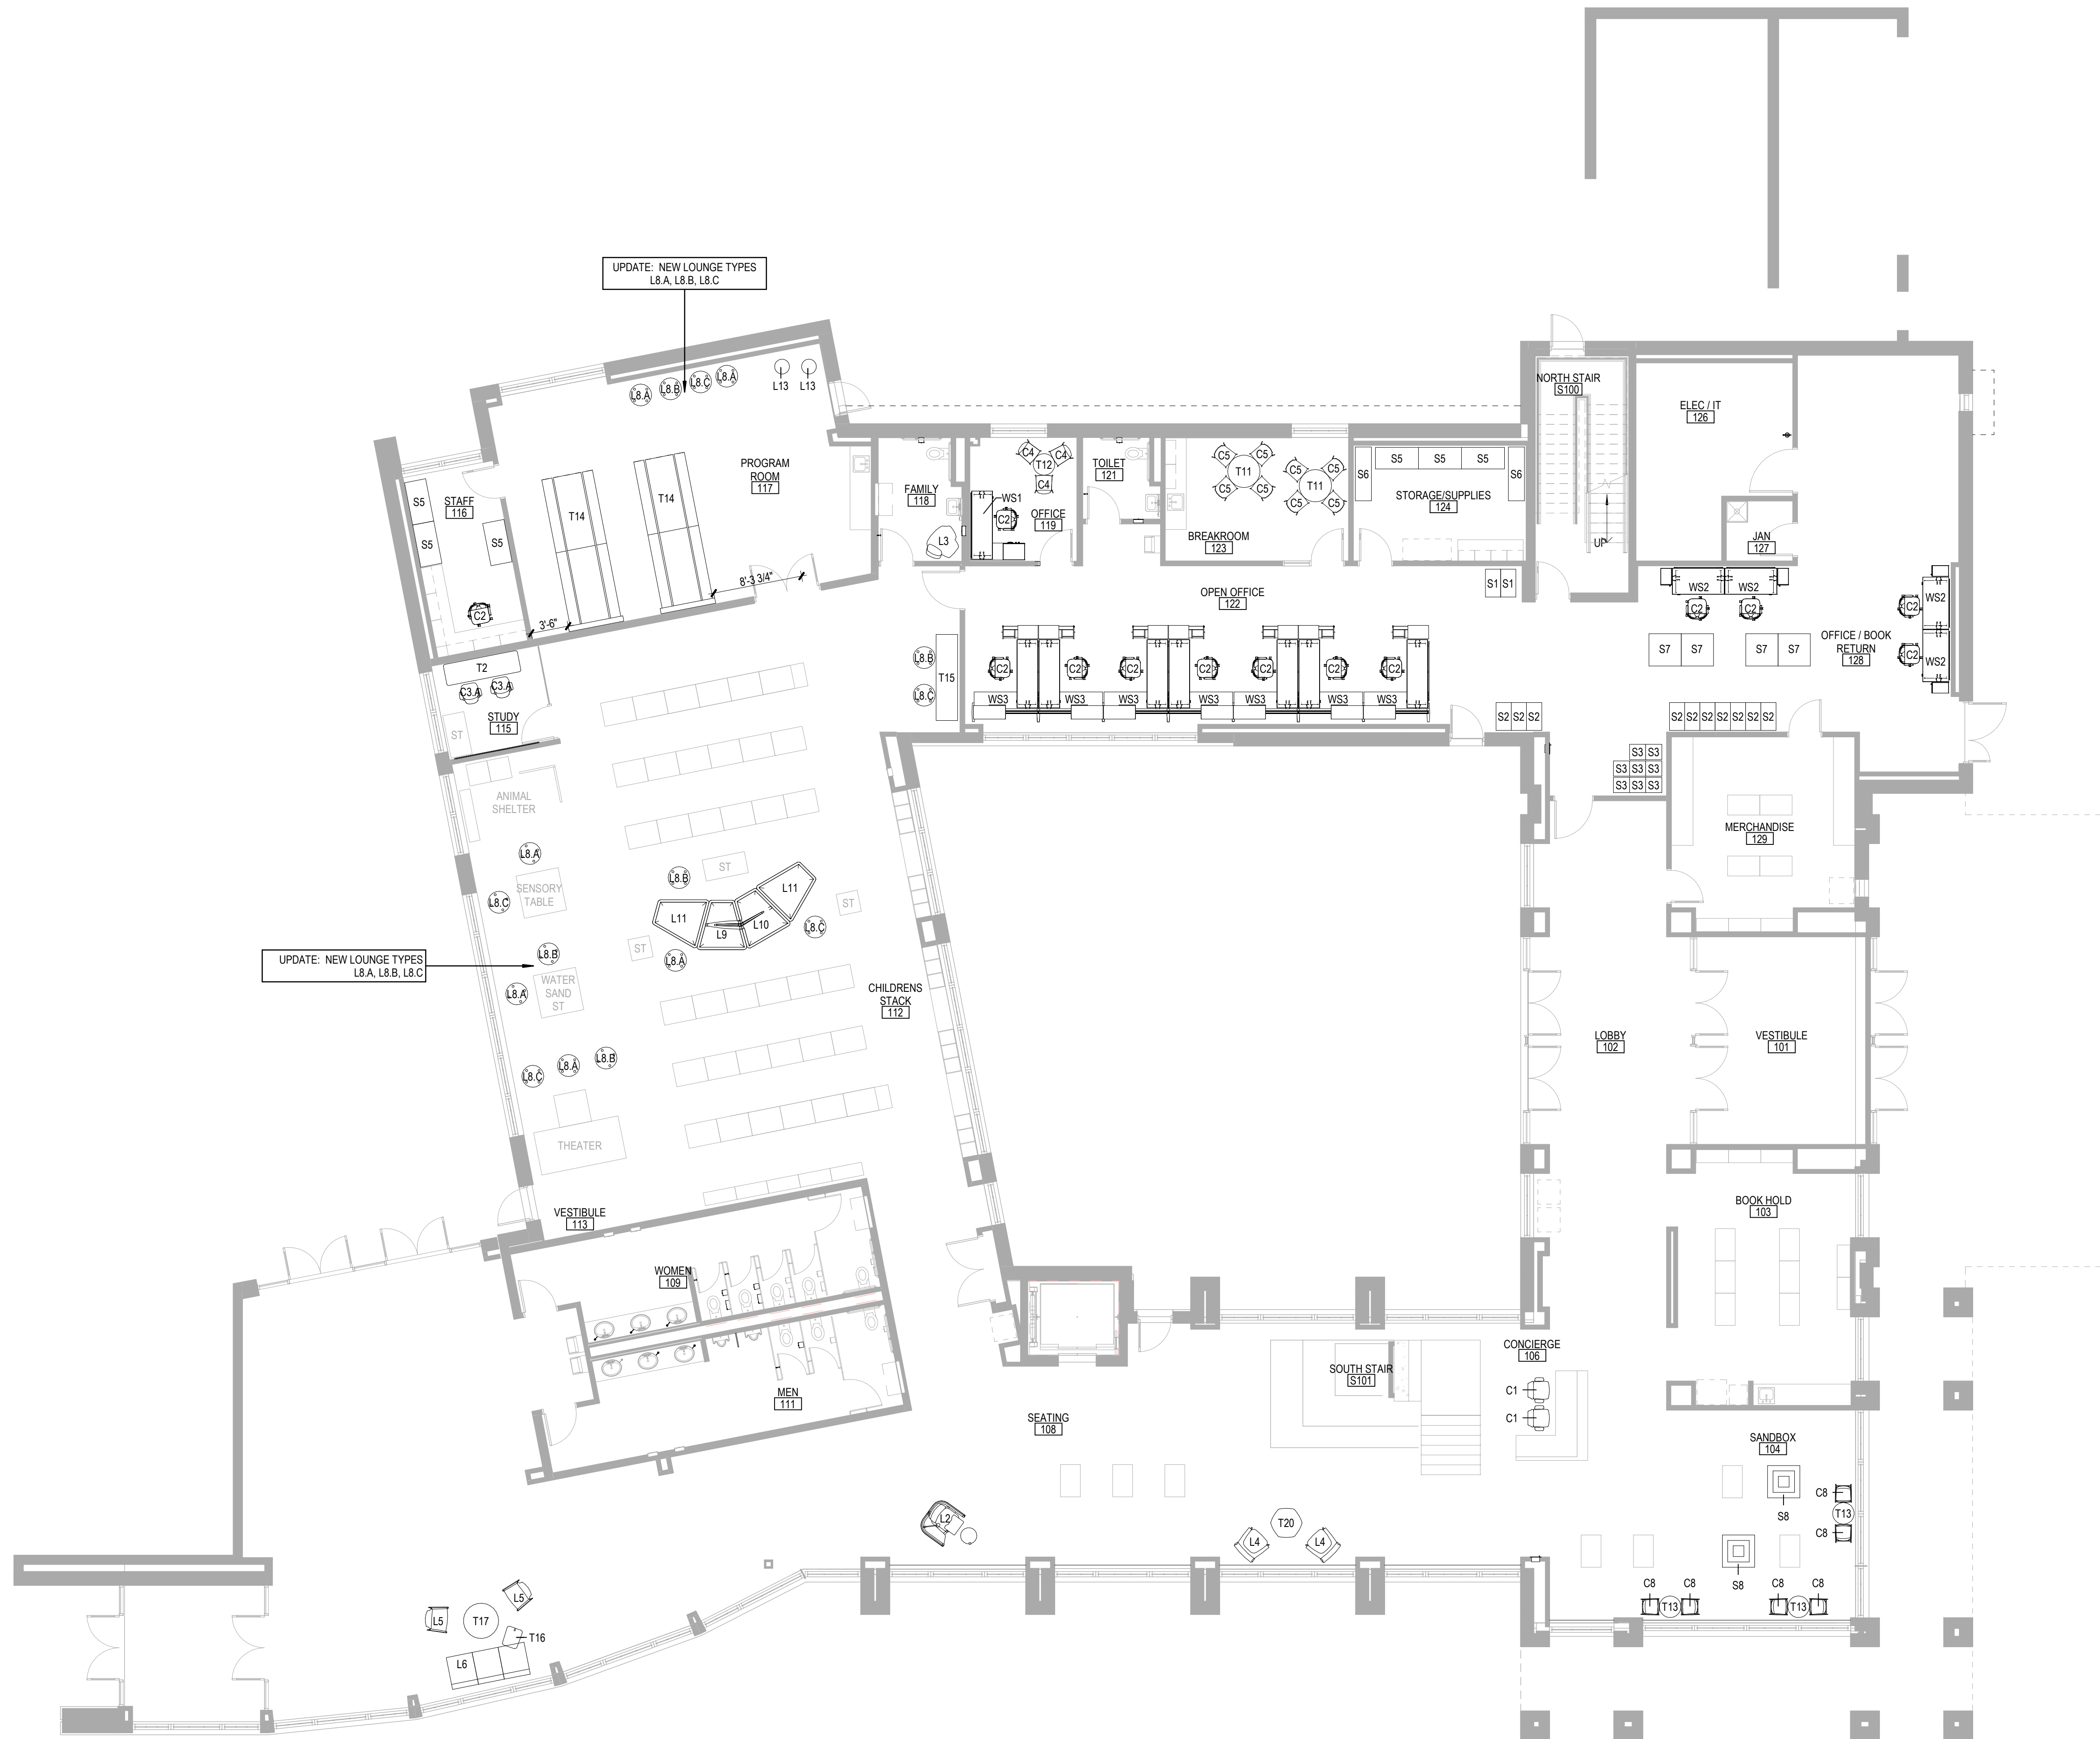 UPDATE: NEW LOUNGE TYPES
L8.A, L8.B, L8.C
L8.A
L8.B
L8.C
L8.A
L13
L13
PROGRAM
ROOM
117
T14
T14
8'-3 3/4"
3'-6"
STAFF
116
S5
S5
S5
C2
T2
C3.A
C3.A
STUDY
115
ST
FAMILY
118
L3
C4
C4
T12
C4
WS1
C2
OFFICE
119
TOILET
121
C5
C5
T11
C5
C5
C5
C5
T11
C5
C5
BREAKROOM
123
S6
S5
S5
S5
S6
STORAGE/SUPPLIES
124
NORTH STAIR
S100
UP
ELEC / IT
126
JAN
127
OPEN OFFICE
122
S1
S1
L8.B
L8.C
T15
C2
C2
C2
C2
C2
C2
C2
WS3
WS3
WS3
WS3
WS3
WS3
WS3
WS2
WS2
C2
C2
S7
S7
S7
S7
OFFICE / BOOK
RETURN
128
C2
WS2
C2
WS2
S2 S2 S2
S2 S2 S2 S2 S2 S2 S2
S3 S3
S3 S3 S3
S3 S3 S3
MERCHANDISE
129
ANIMAL
SHELTER
L8.A
SENSORY
TABLE
L8.C
L8.B
WATER
SAND
ST
L8.A
UPDATE: NEW LOUNGE TYPES
L8.A, L8.B, L8.C
L8.B
ST
L11
L11
L9
L10
ST
L8.C
ST
L8.A
CHILDRENS
STACK
112
L8.C
L8.A
L8.B
THEATER
LOBBY
102
VESTIBULE
101
VESTIBULE
113
WOMEN
109
MEN
111
BOOK HOLD
103
CONCIERGE
106
SOUTH STAIR
S101
C1
C1
SEATING
108
SANDBOX
104
S8
C8
T13
C8
S8
L2
T20
L4
L4
C8
C8
T13
C8
C8
T13
L5
L5
T17
T16
L6